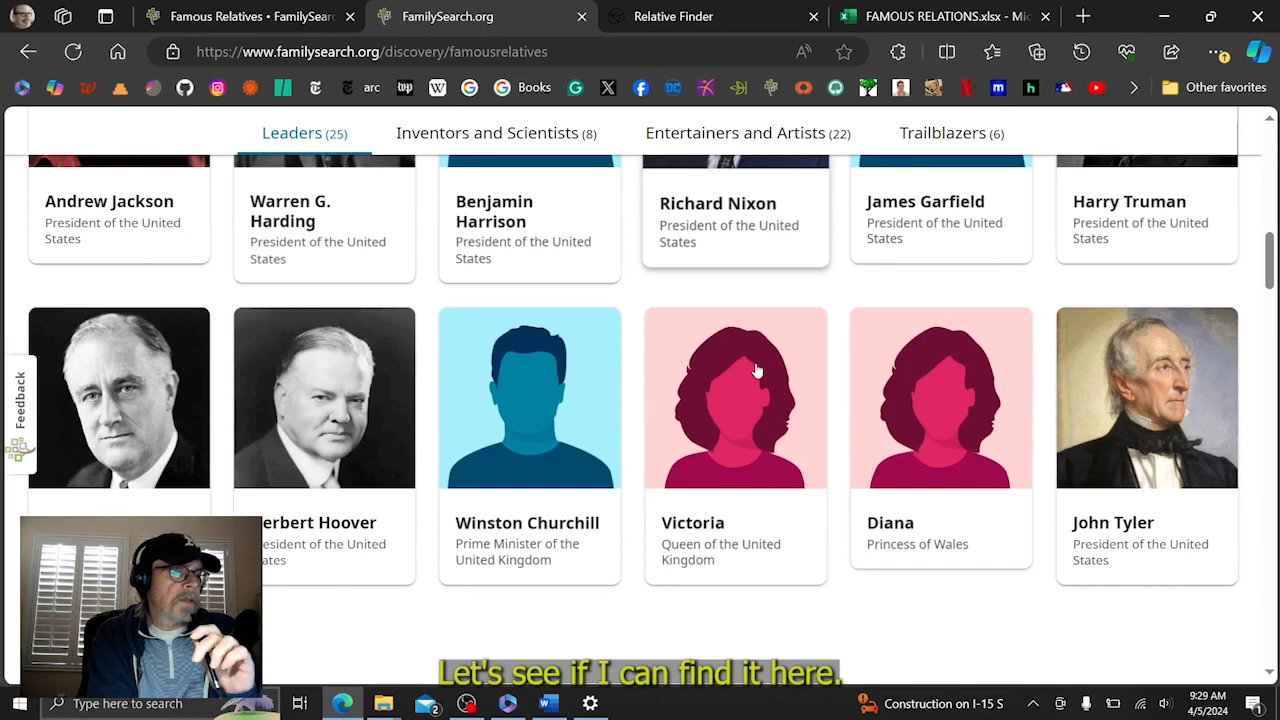 Famous Relatives • FamilySearc
FamilySearch.org
Relative Finder
FAMOUS RELATIONS.xlsx - Mic
https://www.familysearch.org/discovery/famousrelatives
arc
Books
Other favorites
Leaders (25)
Inventors and Scientists (8)
Entertainers and Artists (22)
Trailblazers (6)
Andrew Jackson
President of the United
States
Warren G.
Harding
President of the United
States
Benjamin
Harrison
President of the United
States
Richard Nixon
President of the United
States
James Garfield
President of the United
States
Harry Truman
President of the United
States
Feedback
erbert Hoover
esident of the United
ates
Winston Churchill
Prime Minister of the
United Kingdom
Victoria
Queen of the United
Kingdom
Diana
Princess of Wales
John Tyler
President of the United
States
Let's see if I can find it here.
Type here to search
Construction on I-15 S
9:29 AM
4/5/2024